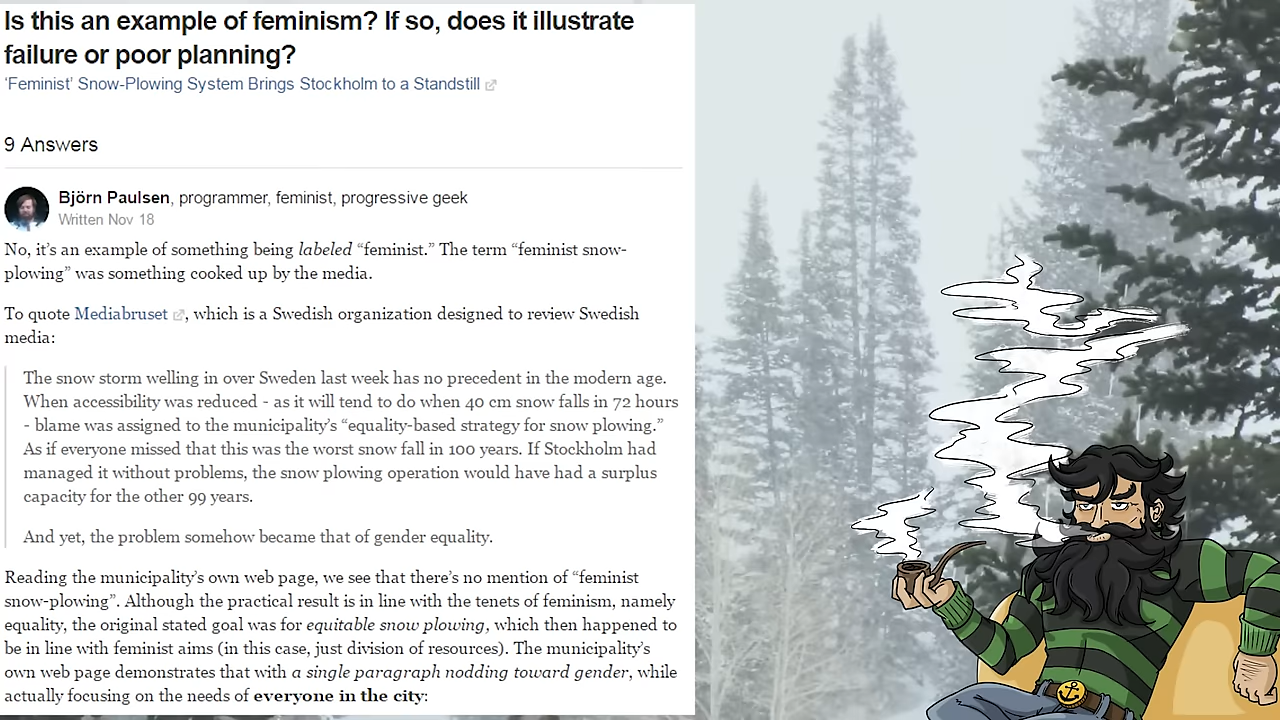 Is this an example of feminism? If so, does it illustrate
failure or poor planning?
'Feminist' Snow-Plowing System Brings Stockholm to a Standstill
9 Answers
Björn Paulsen, programmer, feminist, progressive geek
Written Nov 18
No, it's an example of something being labeled “feminist.” The term “feminist snow-
plowing” was something cooked up by the media.
To quote Mediabruset, which is a Swedish organization designed to review Swedish
media:
The snow storm welling in over Sweden last week has no precedent in the modern age.
When accessibility was reduced - as it will tend to do when 40 cm snow falls in 72 hours
- blame was assigned to the municipality's “equality-based strategy for snow plowing.”
As if everyone missed that this was the worst snow fall in 100 years. If Stockholm had
managed it without problems, the snow plowing operation would have had a surplus
capacity for the other 99 years.
And yet, the problem somehow became that of gender equality.
Reading the municipality's own web page, we see that there's no mention of “feminist
snow-plowing”. Although the practical result is in line with the tenets of feminism, namely
equality, the original stated goal was for equitable snow plowing, which then happened to
be in line with feminist aims (in this case, just division of resources). The municipality's
own web page demonstrates that with a single paragraph nodding toward gender, while
actually focusing on the needs of everyone in the city: